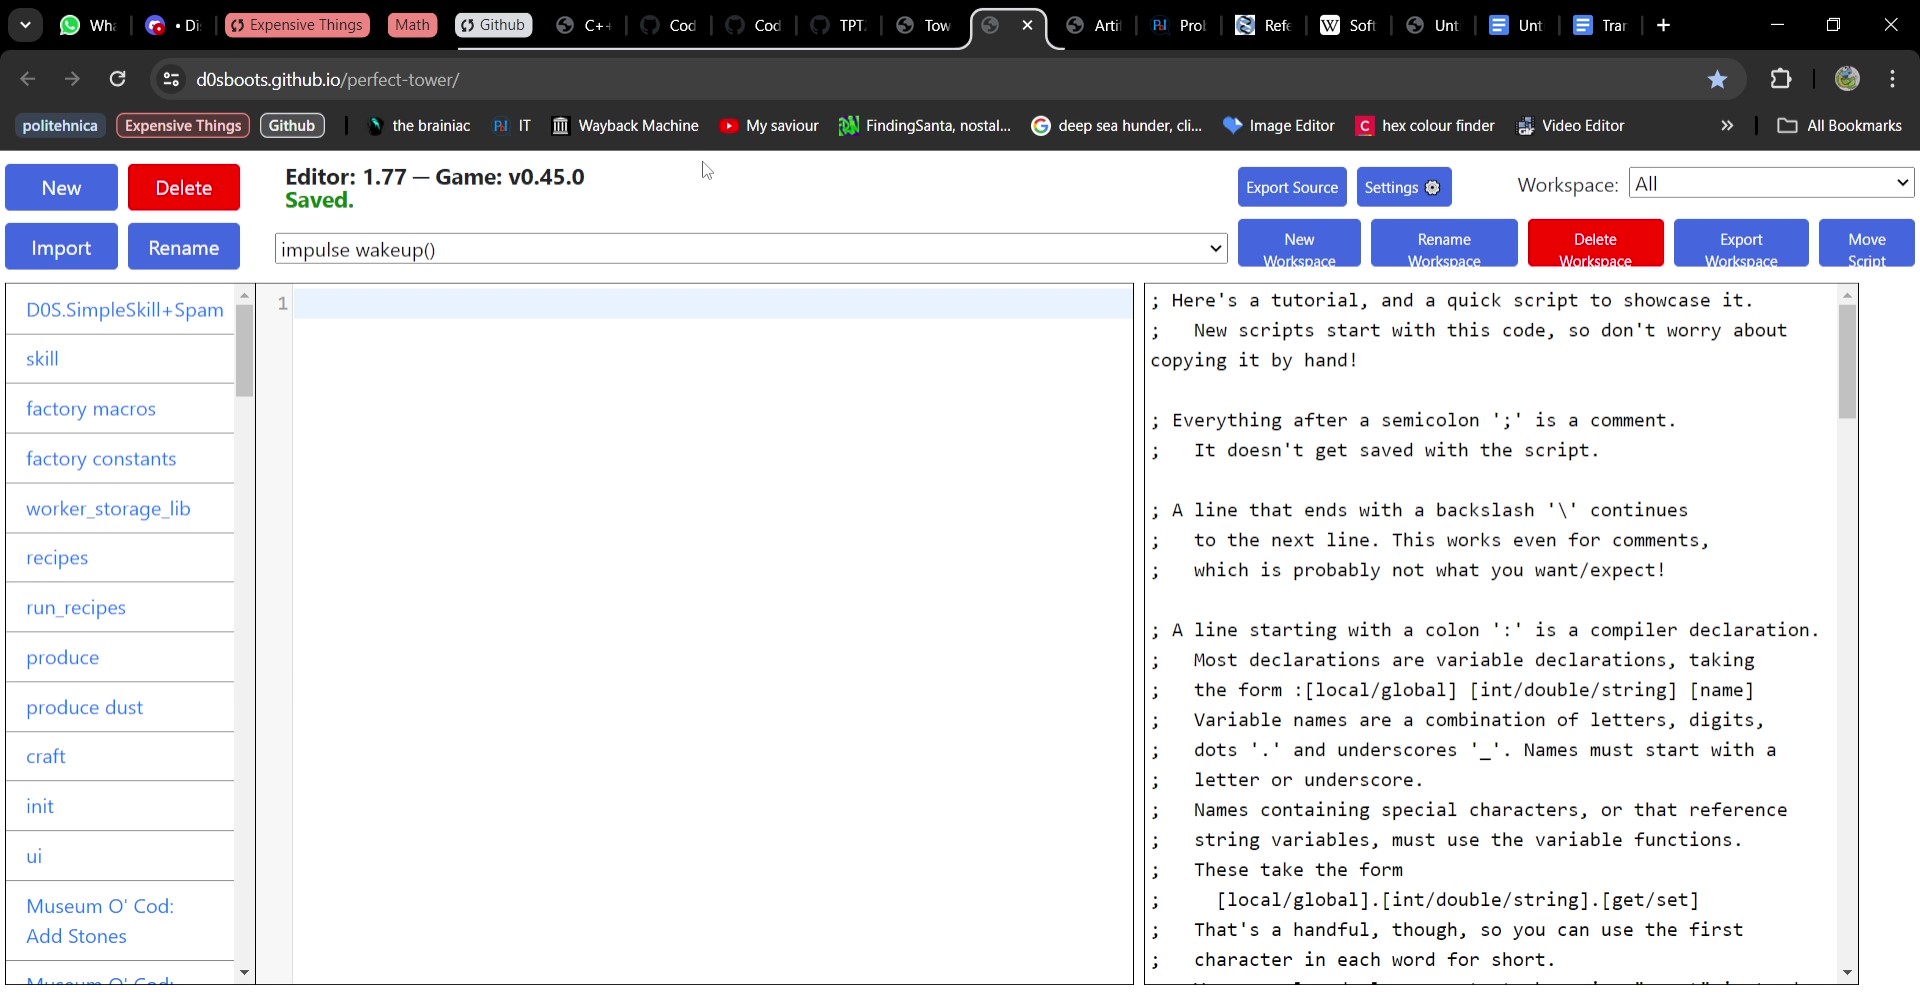 Wha
Dis
Expensive Things
Math
Github
C++
Cod
Cod
TPT
Tow
Arti
Prol
Refe
Soft
Unt
Unt
Tran
d0sboots.github.io/perfect-tower/
politehnica
Expensive Things
Github
the brainiac
IT
Wayback Machine
My saviour
FindingSanta, nostal...
deep sea hunder, cli...
Image Editor
hex colour finder
Video Editor
All Bookmarks
New
Delete
Import
Rename
Editor: 1.77 — Game: v0.45.0
Saved.
impulse wakeup()
Export Source
Settings
Workspace:
All
New Workspace
Rename Workspace
Delete Workspace
Export Workspace
Move Script
D0S.SimpleSkill+Spam
skill
factory macros
factory constants
worker_storage_lib
recipes
run_recipes
produce
produce dust
craft
init
ui
Museum O' Cod:
Add Stones
Museum O' Cod:
1
; Here's a tutorial, and a quick script to showcase it.
;   New scripts start with this code, so don't worry about
copying it by hand!
; Everything after a semicolon ';' is a comment.
;   It doesn't get saved with the script.
; A line that ends with a backslash '\' continues
;   to the next line. This works even for comments,
;   which is probably not what you want/expect!
; A line starting with a colon ':' is a compiler declaration.
;   Most declarations are variable declarations, taking
;   the form :[local/global] [int/double/string] [name]
;   Variable names are a combination of letters, digits,
;   dots '.' and underscores '_'. Names must start with a
;   letter or underscore.
;   Names containing special characters, or that reference
;   string variables, must use the variable functions.
;   These take the form
;     [local/global].[int/double/string].[get/set]
;   That's a handful, though, so you can use the first
;   character in each word for short.